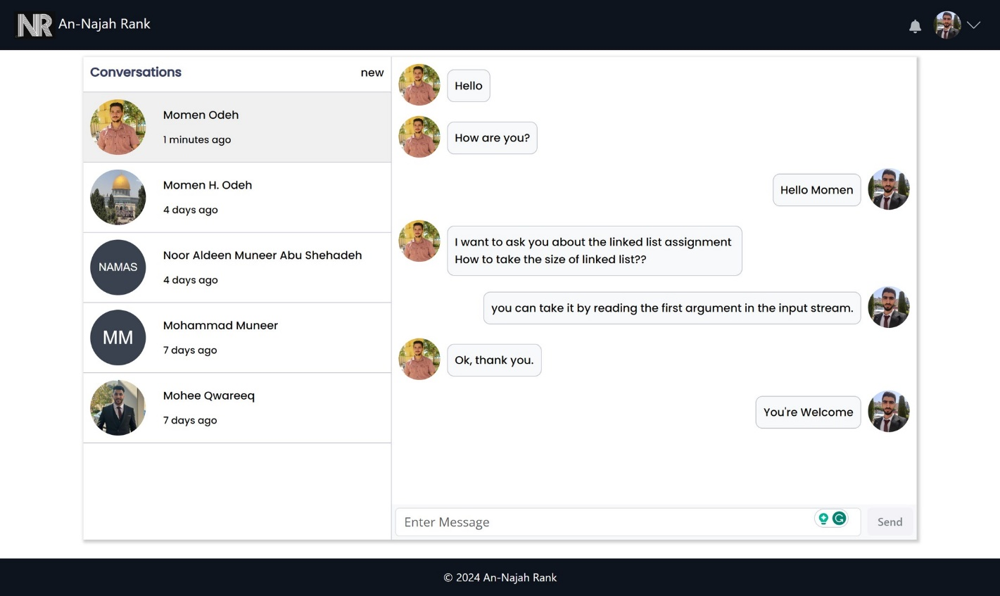 NR An-Najah Rank
Conversations
new
Momen Odeh
1 minutes ago
Momen H. Odeh
4 days ago
NAMAS
Noor Aldeen Muneer Abu Shehadeh
4 days ago
MM
Mohammad Muneer
7 days ago
Mohee Qwareeq
7 days ago
Hello
How are you?
Hello Momen
I want to ask you about the linked list assignment
How to take the size of linked list??
you can take it by reading the first argument in the input stream.
Ok, thank you.
You're Welcome
Enter Message
Send
© 2024 An-Najah Rank